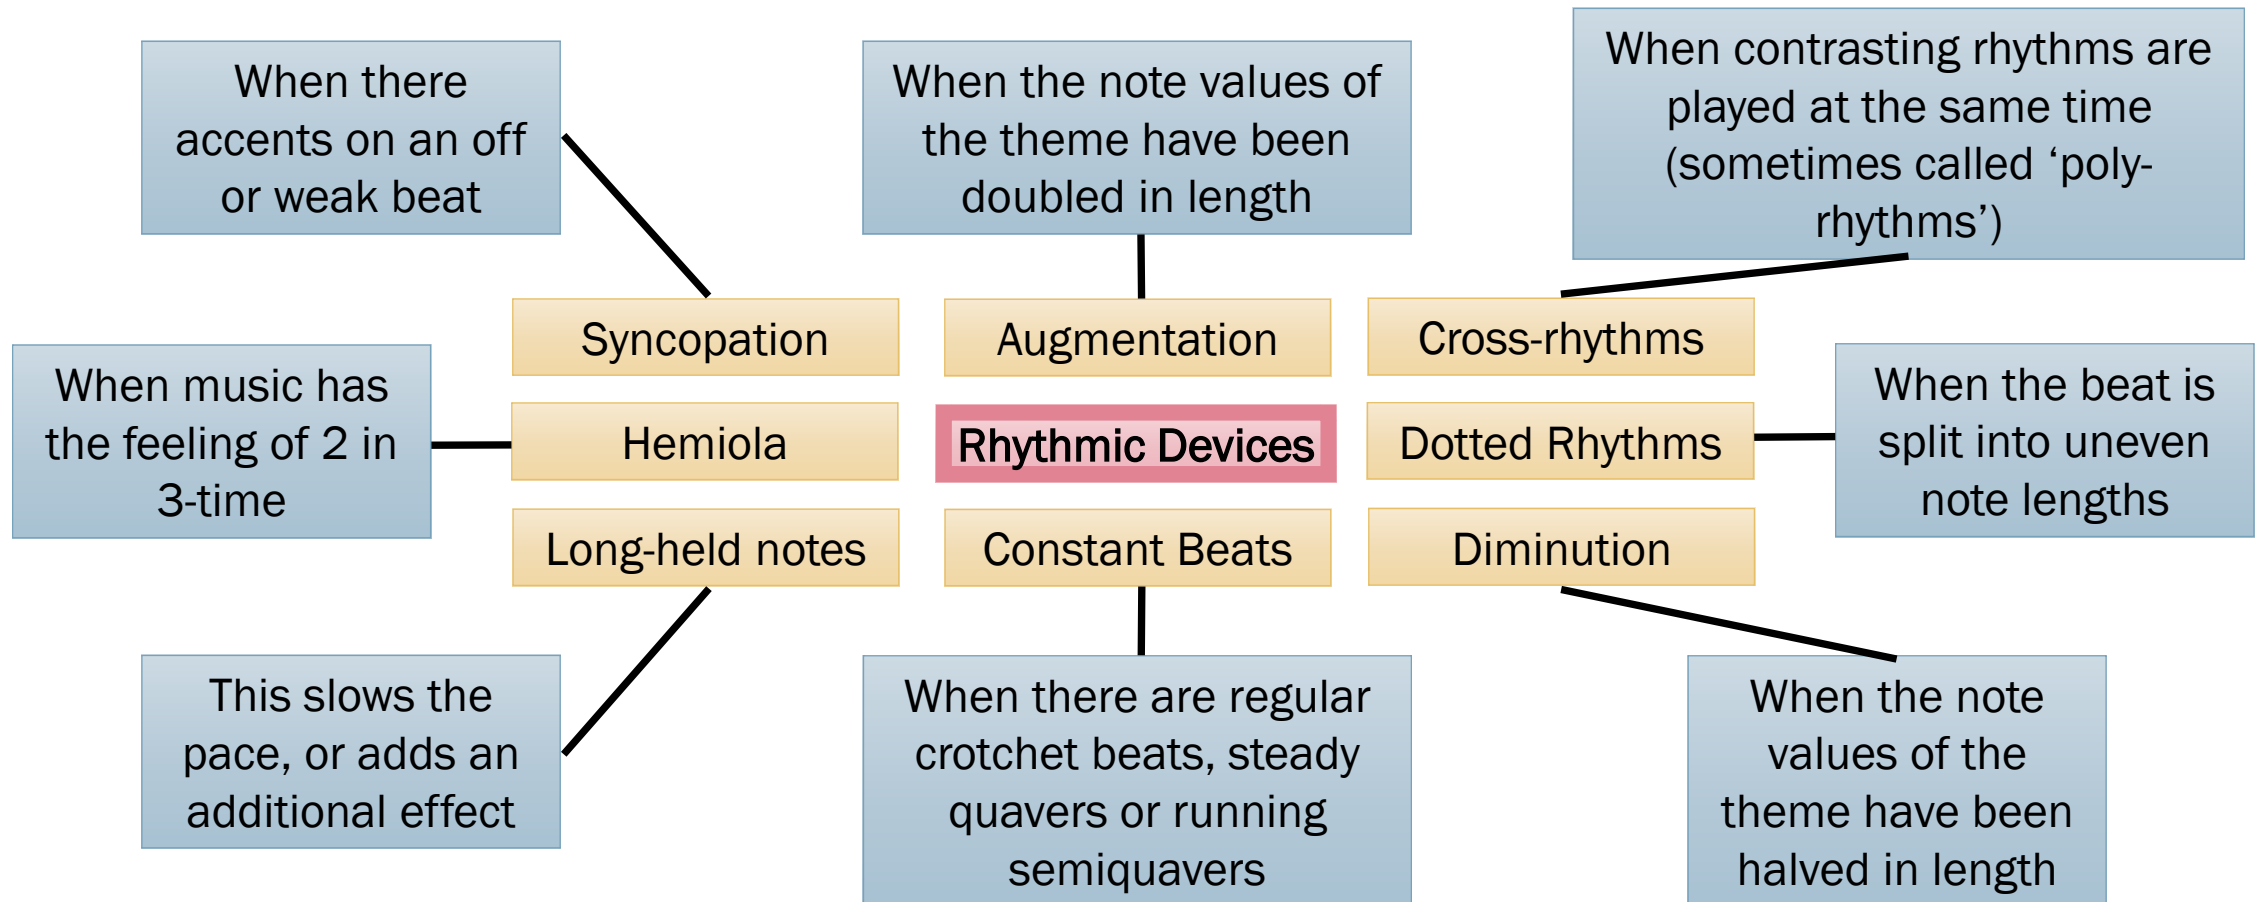 When there
accents on an off
or weak beat
When the note values of
the theme have been
doubled in length
When contrasting rhythms are
played at the same time
(sometimes called ‘poly-
rhythms’)
Syncopation
Augmentation
Cross-rhythms
When music has
the feeling of 2 in
3-time
Hemiola
Rhythmic Devices
Dotted Rhythms
When the beat is
split into uneven
note lengths
Long-held notes
Constant Beats
Diminution
This slows the
pace, or adds an
additional effect
When there are regular
crotchet beats, steady
quavers or running
semiquavers
When the note
values of the
theme have been
halved in length